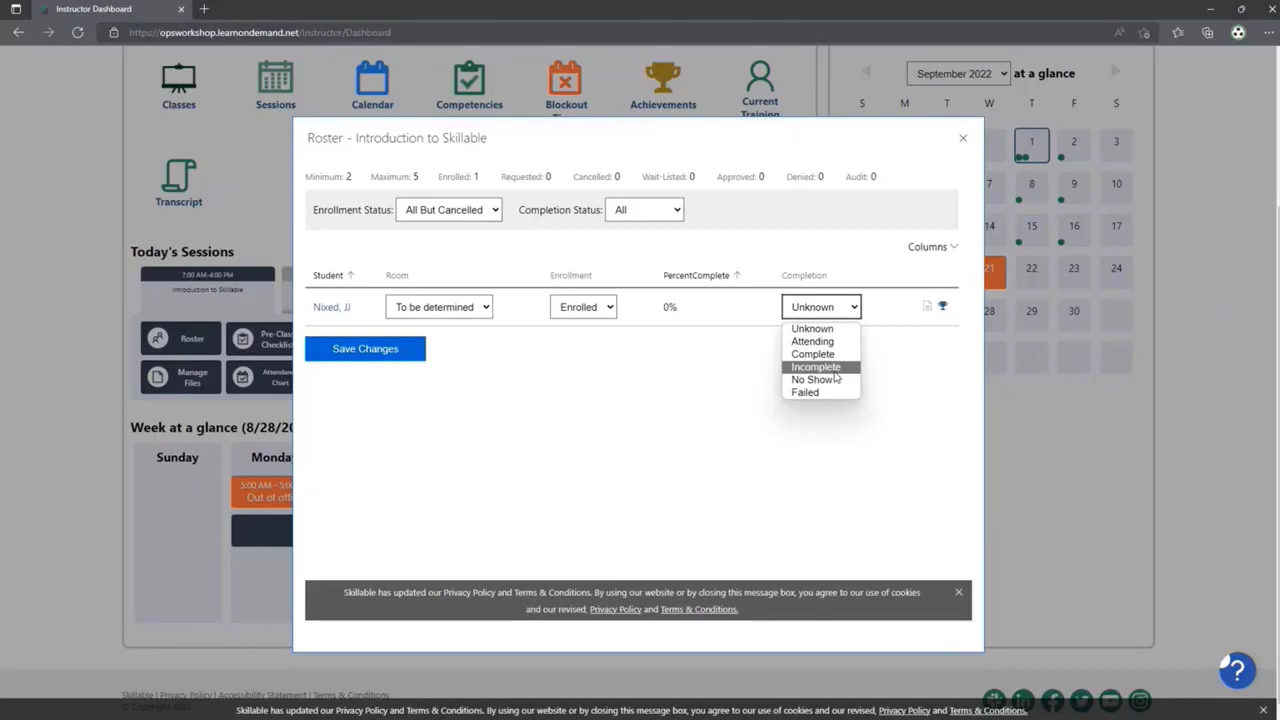 Instructor Dashboard
https://opsworkshop.learnondemand.net/Instructor/Dashboard
Classes
Sessions
Calendar
Competencies
Blockout
Achievements
Current
Training
September 2022
at a glance
S M T W T F S
1 2 3
7 8 9 10
14 15 16 17
21 22 23 24
28 29 30
Transcript
Today's Sessions
7:00 AM-4:00 PM
Introduction to Skillable
Roster
Pre-Class
Checklist
Manage
Files
Attendance
Chart
Week at a glance (8/28/20
Sunday
Monday
5:00 AM - 5:0
Out of offi
Roster - Introduction to Skillable
Minimum: 2 Maximum: 5 Enrolled: 1 Requested: 0 Cancelled: 0 Wait-Listed: 0 Approved: 0 Denied: 0 Audit: 0
Enrollment Status: All But Cancelled Completion Status: All
Columns
Student Room Enrollment PercentComplete Completion
Nixed, JJ To be determined Enrolled 0% Unknown
Unknown
Attending
Complete
Incomplete
No Show
Failed
Save Changes
Skillable has updated our Privacy Policy and Terms & Conditions. By using our website or by closing this message box, you agree to our use of cookies
and our revised, Privacy Policy and Terms & Conditions.
?
Skillable | Privacy Policy | Accessibility Statement | Terms & Conditions
Skillable has updated our Privacy Policy and Terms & Conditions. By using our website or by closing this message box, you agree to our use of cookies and our revised, Privacy Policy and Terms & Conditions.